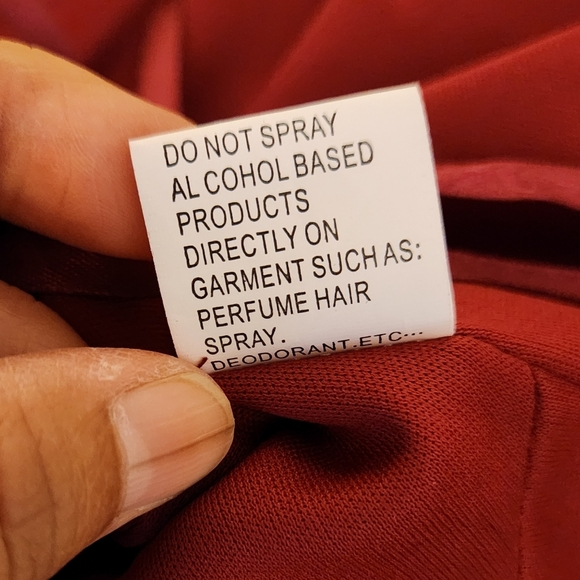 DO NOT SPRAY
AL COHOL BASED
PRODUCTS
DIRECTLY ON
GARMENT SUCH AS:
PERFUME HAIR
SPRAY.
DEODORANT.ETC...